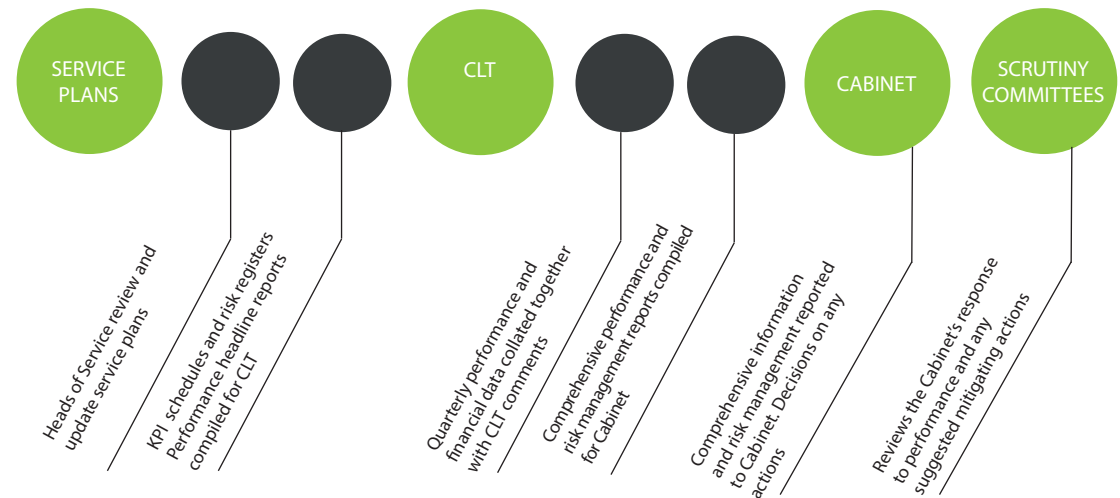 SERVICE
PLANS
CLT
CABINET
SCRUTINY
COMMITTEES
Heads of Service review and
update service plans
KPI schedules and risk registers
Performance headline reports
compiled for CLT
Quarterly performance and
financial data collated together
with CLT comments
Comprehensive performance and
risk management reports compiled
for Cabinet
Comprehensive information
and risk management reported
to Cabinet. Decisions on any
actions
Reviews the Cabinet's response
to performance and any
suggested mitigating actions